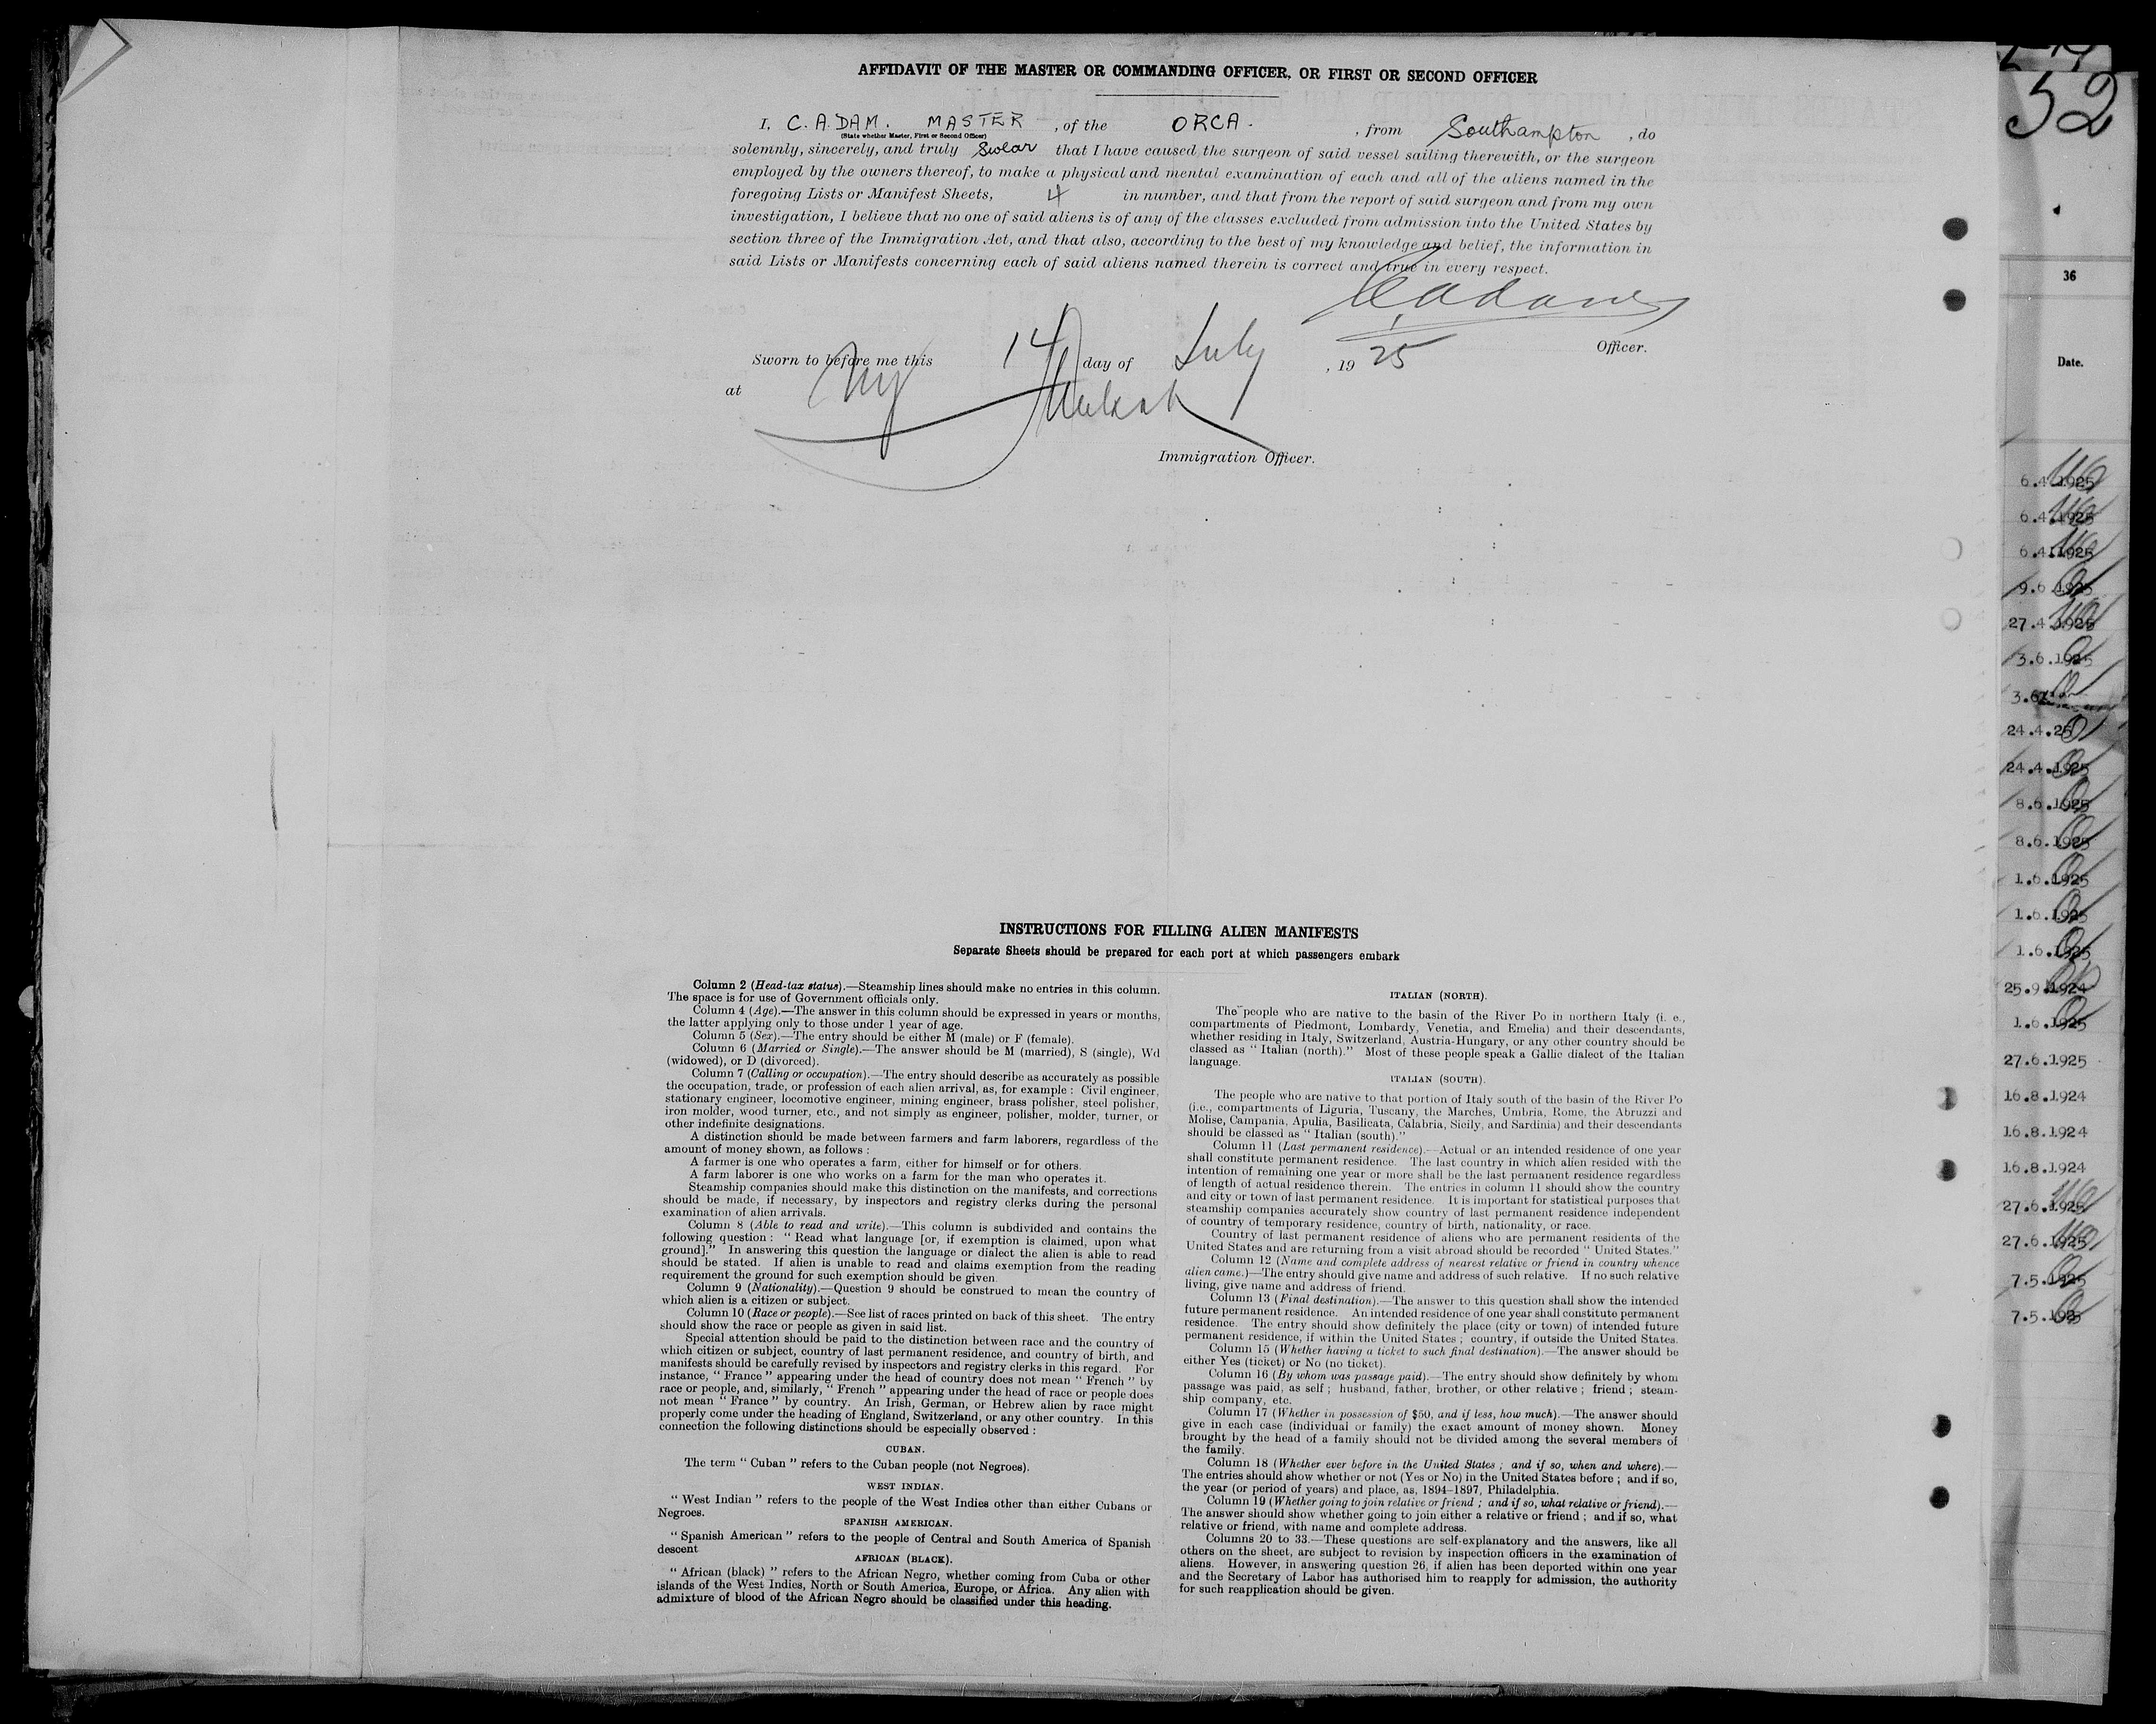 AFFIDAVIT OF THE MASTER OR COMMANDING OFFICER, OR FIRST OR SECOND OFFICER
I, C. A. DAM. MASTER , of the ORCA. , from Southampton , do
(State whether Master, First or Second Officer)
solemnly, sincerely, and truly Swear that I have caused the surgeon of said vessel sailing therewith, or the surgeon
employed by the owners thereof, to make a physical and mental examination of each and all of the aliens named in the
foregoing Lists or Manifest Sheets, 4 in number, and that from the report of said surgeon and from my own
investigation, I believe that no one of said aliens is of any of the classes excluded from admission into the United States by
section three of the Immigration Act, and that also, according to the best of my knowledge and belief, the information in
said Lists or Manifests concerning each of said aliens named therein is correct and true in every respect.
Officer.
Sworn to before me this 14 day of July , 19 25
at NY
Immigration Officer.
INSTRUCTIONS FOR FILLING ALIEN MANIFESTS
Separate Sheets should be prepared for each port at which passengers embark
Column 2 (Head-tax status).—Steamship lines should make no entries in this column.
The space is for use of Government officials only.
Column 4 (Age).—The answer in this column should be expressed in years or months,
the latter applying only to those under 1 year of age.
Column 5 (Sex).—The entry should be either M (male) or F (female).
Column 6 (Married or Single).—The answer should be M (married), S (single), Wd
(widowed), or D (divorced).
Column 7 (Calling or occupation).—The entry should describe as accurately as possible
the occupation, trade, or profession of each alien arrival, as, for example : Civil engineer,
stationary engineer, locomotive engineer, mining engineer, brass polisher, steel polisher,
iron molder, wood turner, etc., and not simply as engineer, polisher, molder, turner, or
other indefinite designations.
A distinction should be made between farmers and farm laborers, regardless of the
amount of money shown, as follows :
A farmer is one who operates a farm, either for himself or for others.
A farm laborer is one who works on a farm for the man who operates it.
Steamship companies should make this distinction on the manifests, and corrections
should be made, if necessary, by inspectors and registry clerks during the personal
examination of alien arrivals.
Column 8 (Able to read and write).—This column is subdivided and contains the
following question : " Read what language [or, if exemption is claimed, upon what
ground]." In answering this question the language or dialect the alien is able to read
should be stated. If alien is unable to read and claims exemption from the reading
requirement the ground for such exemption should be given.
Column 9 (Nationality).—Question 9 should be construed to mean the country of
which alien is a citizen or subject.
Column 10 (Race or people).—See list of races printed on back of this sheet. The entry
should show the race or people as given in said list.
Special attention should be paid to the distinction between race and the country of
which citizen or subject, country of last permanent residence, and country of birth, and
manifests should be carefully revised by inspectors and registry clerks in this regard. For
instance, " France " appearing under the head of country does not mean " French " by
race or people, and, similarly, " French " appearing under the head of race or people does
not mean " France " by country. An Irish, German, or Hebrew alien by race might
properly come under the heading of England, Switzerland, or any other country. In this
connection the following distinctions should be especially observed :
CUBAN.
The term " Cuban " refers to the Cuban people (not Negroes).
WEST INDIAN.
" West Indian " refers to the people of the West Indies other than either Cubans or
Negroes.
SPANISH AMERICAN.
" Spanish American " refers to the people of Central and South America of Spanish
descent
AFRICAN (BLACK).
" African (black) " refers to the African Negro, whether coming from Cuba or other
islands of the West Indies, North or South America, Europe, or Africa. Any alien with
admixture of blood of the African Negro should be classified under this heading.
ITALIAN (NORTH).
The people who are native to the basin of the River Po in northern Italy (i. e.,
compartments of Piedmont, Lombardy, Venetia, and Emelia) and their descendants,
whether residing in Italy, Switzerland, Austria-Hungary, or any other country should be
classed as " Italian (north)." Most of these people speak a Gallic dialect of the Italian
language.
ITALIAN (SOUTH).
The people who are native to that portion of Italy south of the basin of the River Po
(i.e., compartments of Liguria, Tuscany, the Marches, Umbria, Rome, the Abruzzi and
Molise, Campania, Apulia, Basilicata, Calabria, Sicily, and Sardinia) and their descendants
should be classed as " Italian (south)."
Column 11 (Last permanent residence).—Actual or an intended residence of one year
shall constitute permanent residence. The last country in which alien resided with the
intention of remaining one year or more shall be the last permanent residence regardless
of length of actual residence therein. The entries in column 11 should show the country
and city or town of last permanent residence. It is important for statistical purposes that
steamship companies accurately show country of last permanent residence independent
of country of temporary residence, country of birth, nationality, or race.
Country of last permanent residence of aliens who are permanent residents of the
United States and are returning from a visit abroad should be recorded " United States."
Column 12 (Name and complete address of nearest relative or friend in country whence
alien came.)—The entry should give name and address of such relative. If no such relative
living, give name and address of friend.
Column 13 (Final destination).—The answer to this question shall show the intended
future permanent residence. An intended residence of one year shall constitute permanent
residence. The entry should show definitely the place (city or town) of intended future
permanent residence, if within the United States ; country, if outside the United States.
Column 15 (Whether having a ticket to such final destination).—The answer should be
either Yes (ticket) or No (no ticket).
Column 16 (By whom was passage paid).—The entry should show definitely by whom
passage was paid, as self ; husband, father, brother, or other relative ; friend ; steam-
ship company, etc.
Column 17 (Whether in possession of $50, and if less, how much).—The answer should
give in each case (individual or family) the exact amount of money shown. Money
brought by the head of a family should not be divided among the several members of
the family.
Column 18 (Whether ever before in the United States ; and if so, when and where).—
The entries should show whether or not (Yes or No) in the United States before ; and if so,
the year (or period of years) and place, as, 1894–1897, Philadelphia.
Column 19 (Whether going to join relative or friend ; and if so, what relative or friend).—
The answer should show whether going to join either a relative or friend ; and if so, what
relative or friend, with name and complete address.
Columns 20 to 33.—These questions are self-explanatory and the answers, like all
others on the sheet, are subject to revision by inspection officers in the examination of
aliens. However, in answering question 26, if alien has been deported within one year
and the Secretary of Labor has authorised him to reapply for admission, the authority
for such reapplication should be given.
52
36
Date.
6.4.1925
6.4.1925
6.4.1925
9.6.1925
27.4.1925
3.6.1925
24.4.25
24.4.1925
8.6.1925
8.6.1925
1.6.1925
1.6.1925
1.6.1925
25.9.1924
1.6.1925
27.6.1925
16.8.1924
16.8.1924
16.8.1924
27.6.1925
27.6.1925
7.5.1925
7.5.1925